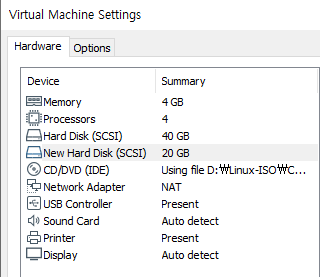 Virtual Machine Settings
Hardware Options
Device Summary
Memory 4 GB
Processors 4
Hard Disk (SCSI) 40 GB
New Hard Disk (SCSI) 20 GB
CD/DVD (IDE) Using file D:₩Linux-ISO₩C...
Network Adapter NAT
USB Controller Present
Sound Card Auto detect
Printer Present
Display Auto detect